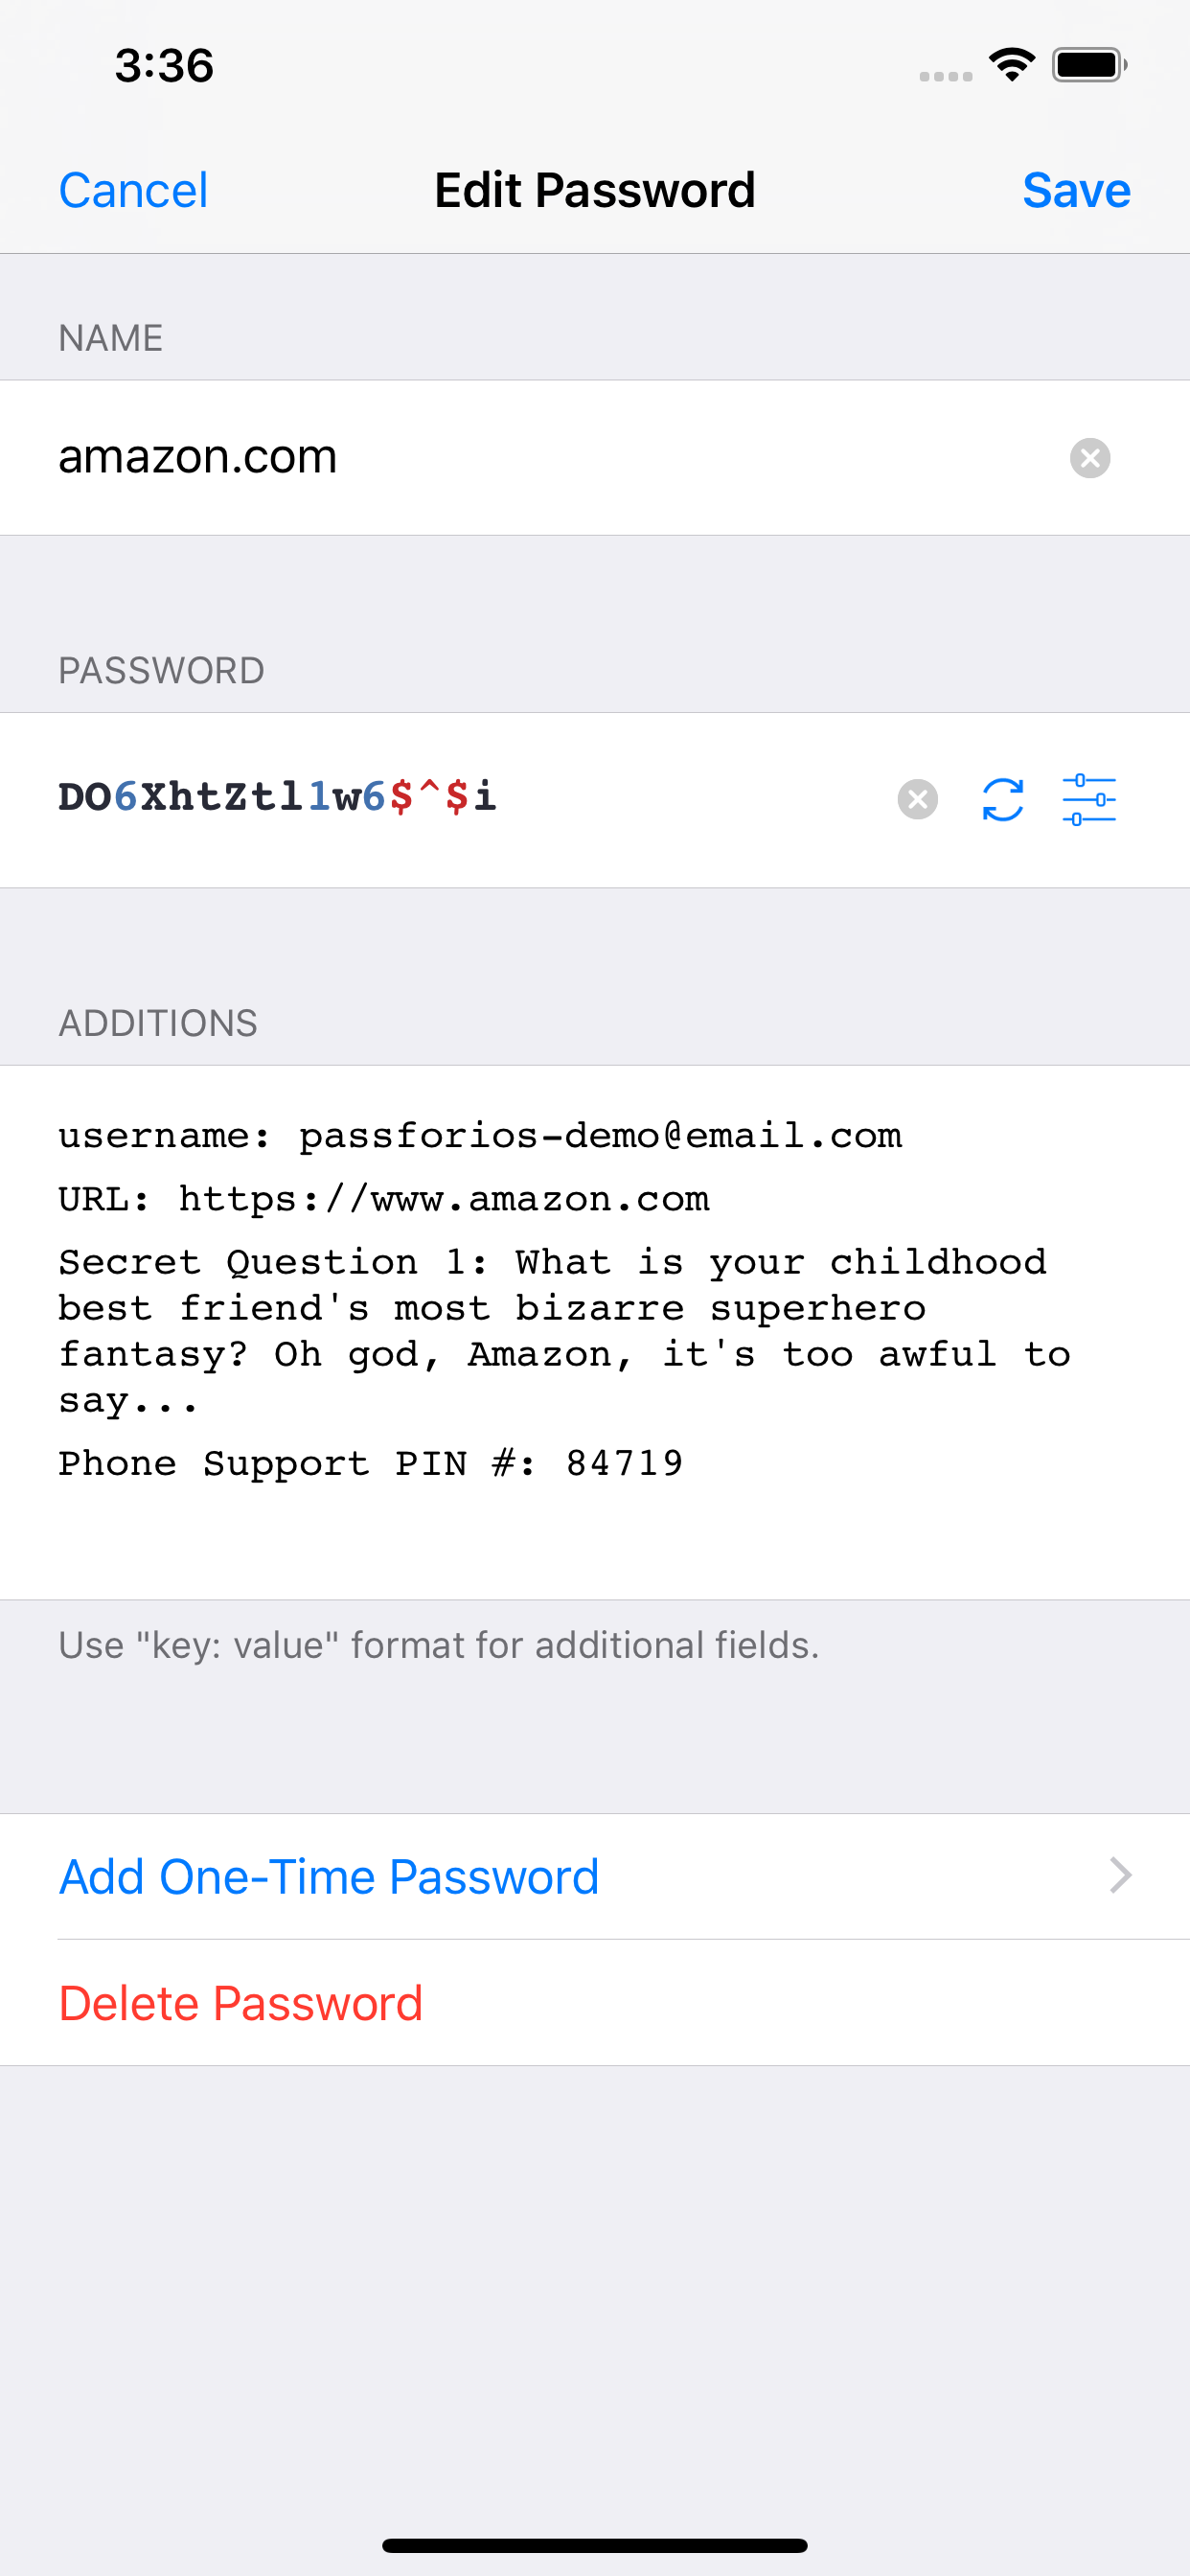 3:36
Cancel Edit Password Save
NAME
amazon.com
PASSWORD
DO6XhtZtl1w6$^$i
ADDITIONS
username: passforios-demo@email.com
URL: https://www.amazon.com
Secret Question 1: What is your childhood
best friend's most bizarre superhero
fantasy? Oh god, Amazon, it's too awful to
say...
Phone Support PIN #: 84719
Use "key: value" format for additional fields.
Add One-Time Password
Delete Password